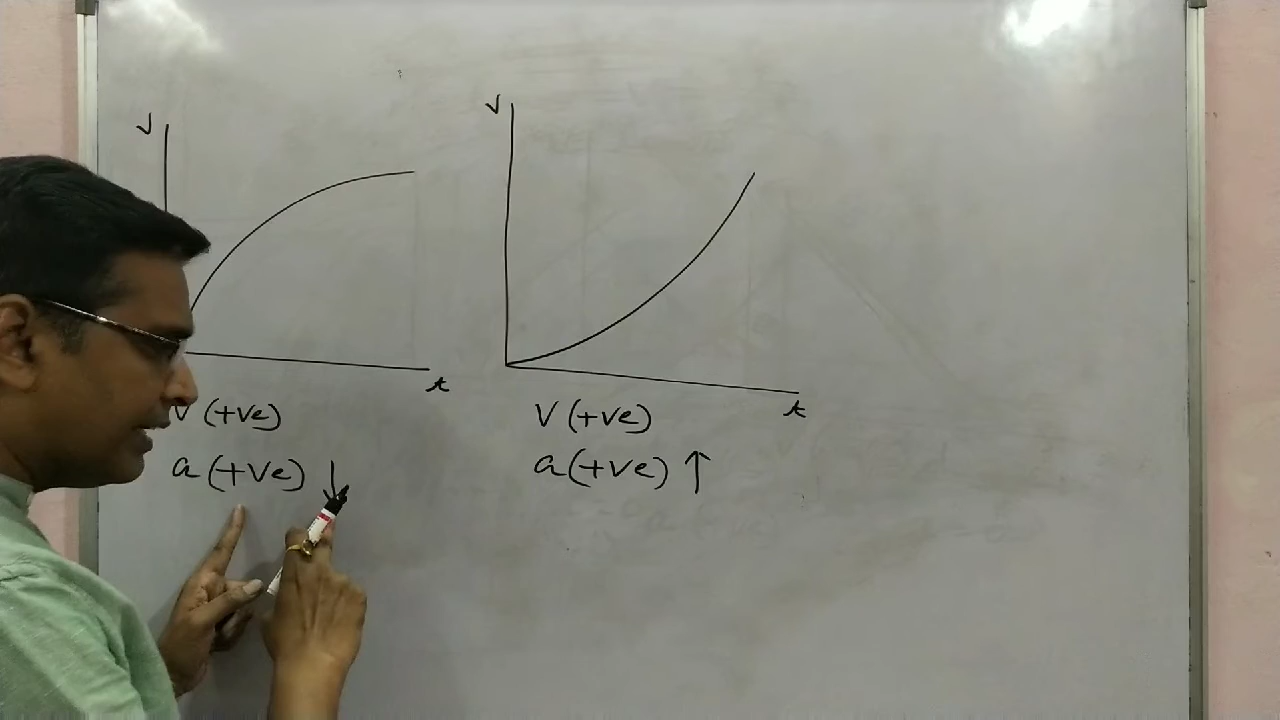 V
t
V (+ve)
a (+ve) ↓
V
t
V (+ve)
a (+ve) ↑